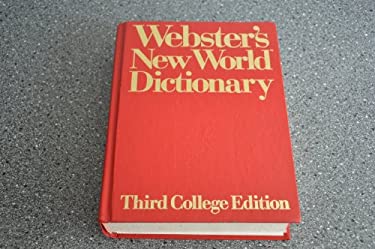 Webster's
New World
Dictionary
Third College Edition